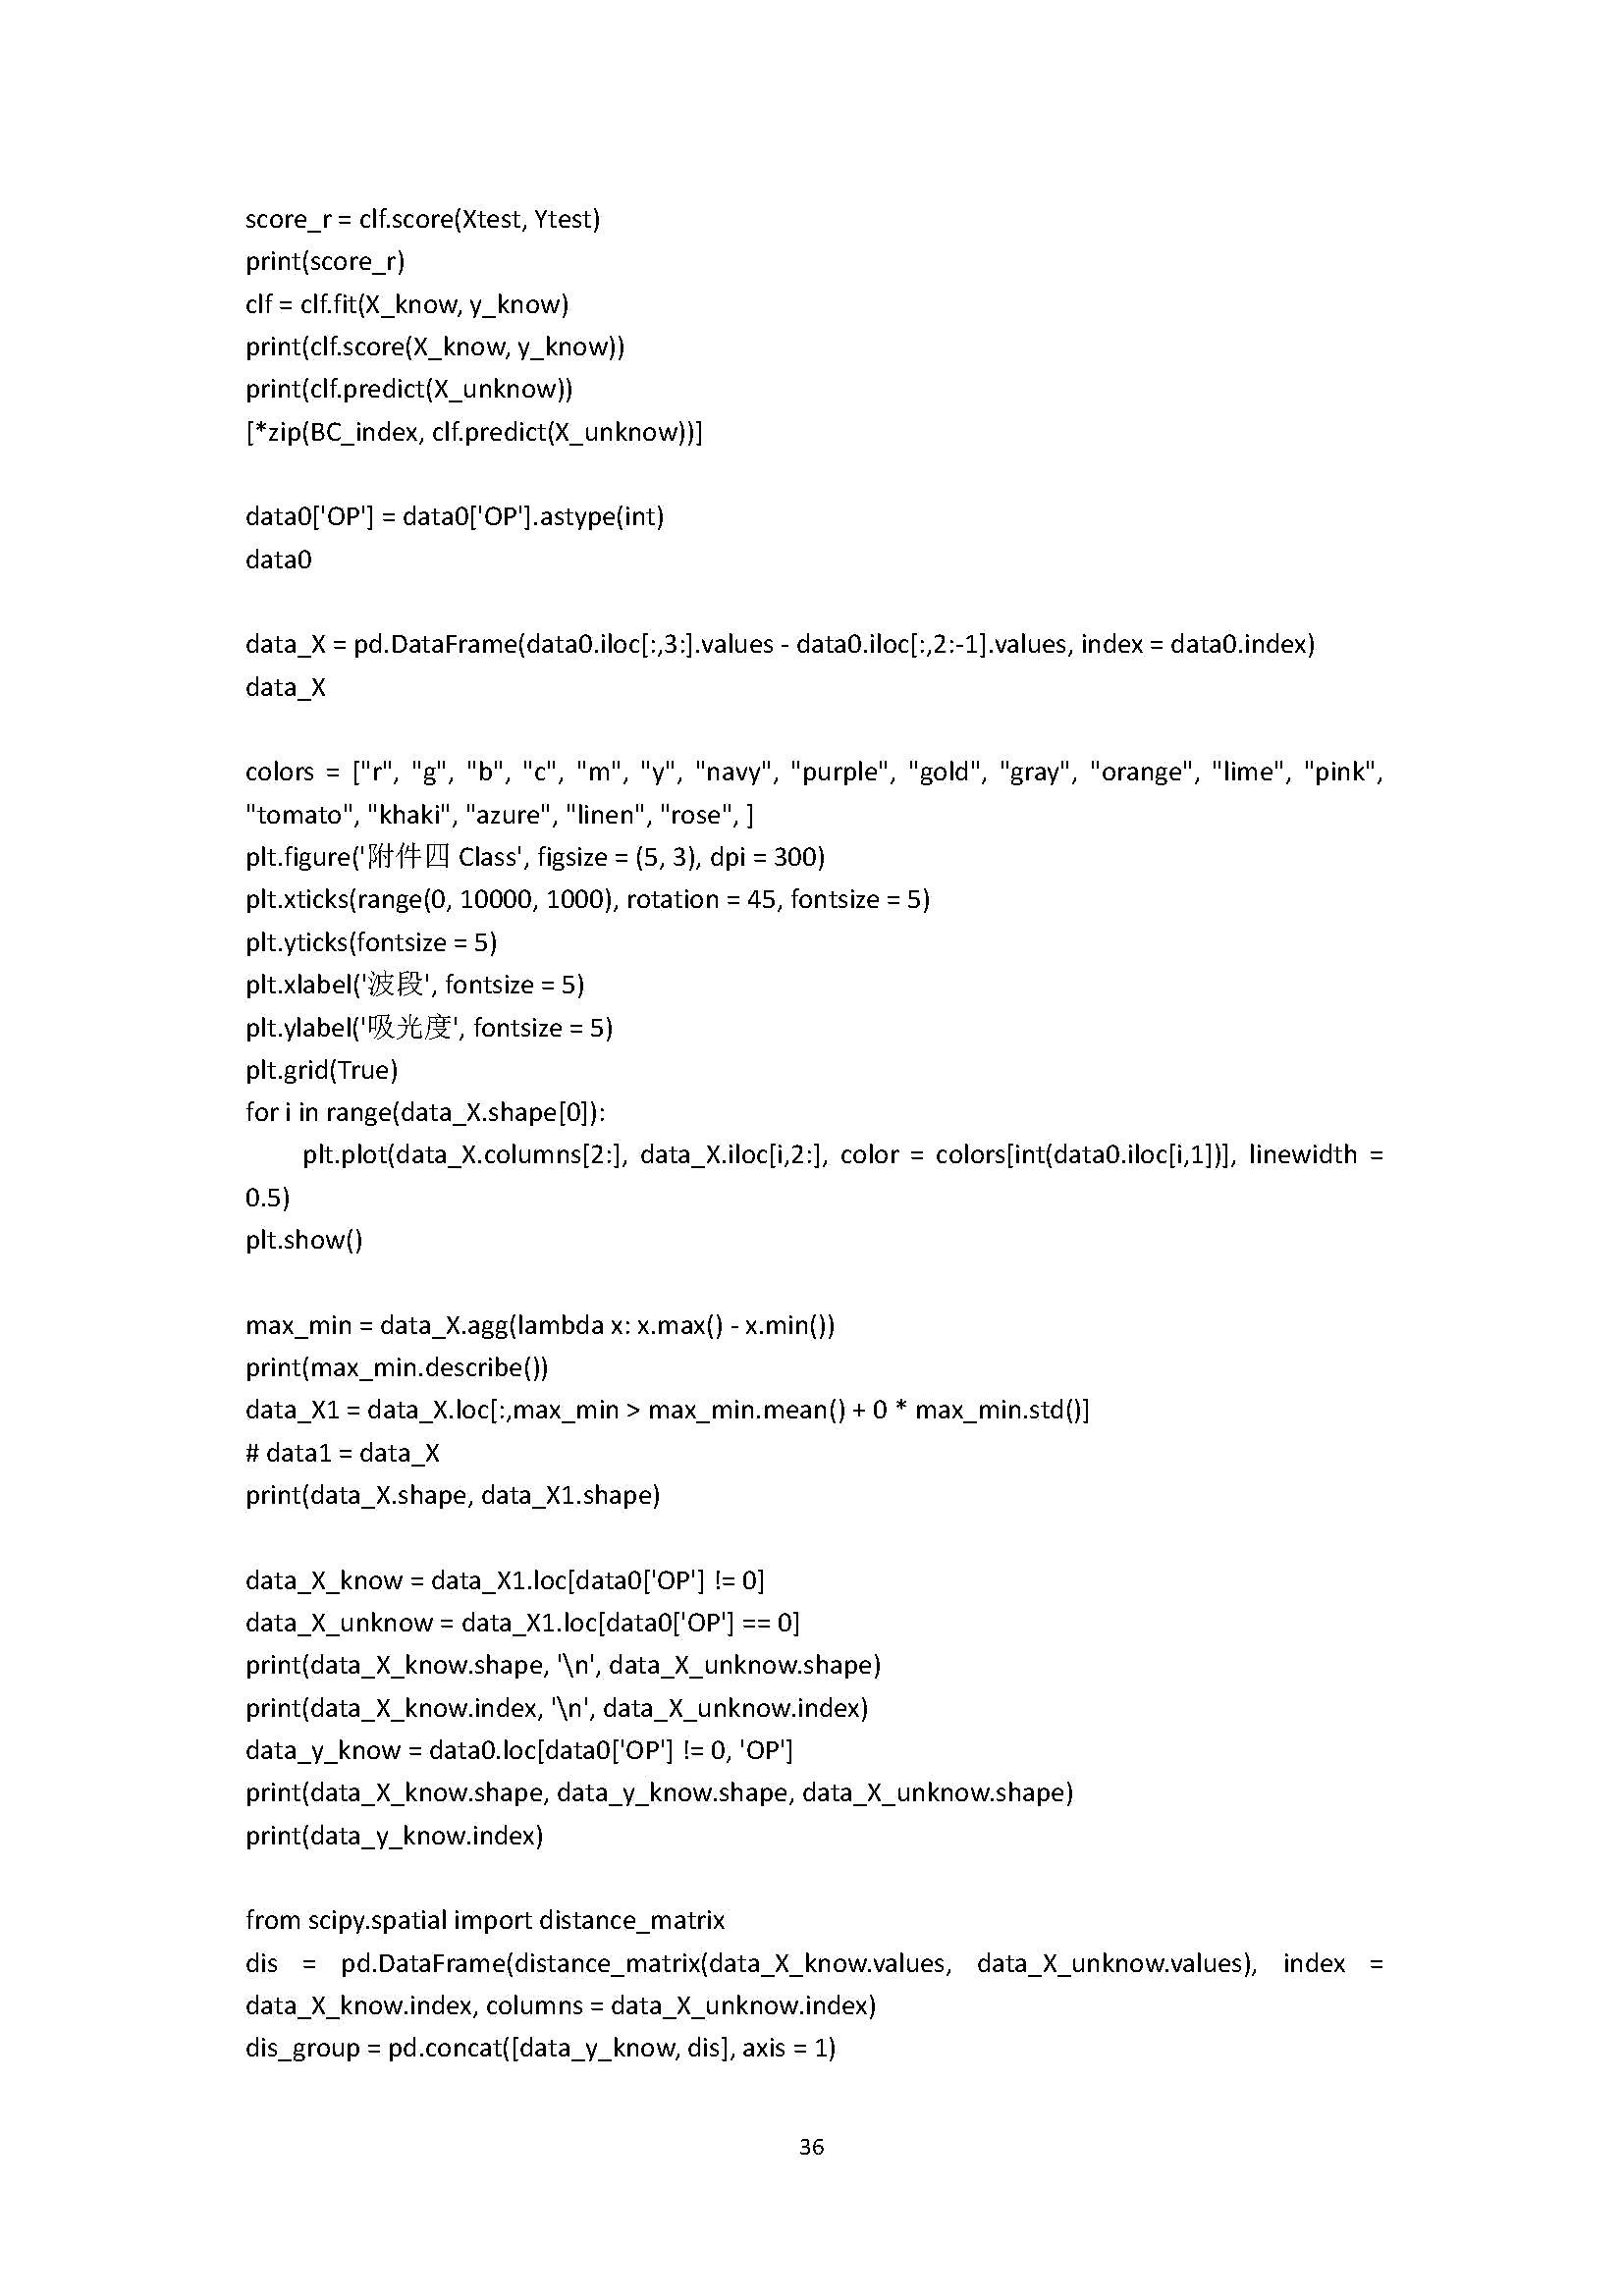 score_r = clf.score(Xtest, Ytest)
print(score_r)
clf = clf.fit(X_know, y_know)
print(clf.score(X_know, y_know))
print(clf.predict(X_unknow))
[*zip(BC_index, clf.predict(X_unknow))]
data0['OP'] = data0['OP'].astype(int)
data0
data_X = pd.DataFrame(data0.iloc[:,3:].values - data0.iloc[:,2:-1].values, index = data0.index)
data_X
colors = ["r", "g", "b", "c", "m", "y", "navy", "purple", "gold", "gray", "orange", "lime", "pink",
"tomato", "khaki", "azure", "linen", "rose", ]
plt.figure('附件四 Class', figsize = (5, 3), dpi = 300)
plt.xticks(range(0, 10000, 1000), rotation = 45, fontsize = 5)
plt.yticks(fontsize = 5)
plt.xlabel('波段', fontsize = 5)
plt.ylabel('吸光度', fontsize = 5)
plt.grid(True)
for i in range(data_X.shape[0]):
    plt.plot(data_X.columns[2:], data_X.iloc[i,2:], color = colors[int(data0.iloc[i,1])], linewidth =
0.5)
plt.show()
max_min = data_X.agg(lambda x: x.max() - x.min())
print(max_min.describe())
data_X1 = data_X.loc[:,max_min > max_min.mean() + 0 * max_min.std()]
# data1 = data_X
print(data_X.shape, data_X1.shape)
data_X_know = data_X1.loc[data0['OP'] != 0]
data_X_unknow = data_X1.loc[data0['OP'] == 0]
print(data_X_know.shape, '\n', data_X_unknow.shape)
print(data_X_know.index, '\n', data_X_unknow.index)
data_y_know = data0.loc[data0['OP'] != 0, 'OP']
print(data_X_know.shape, data_y_know.shape, data_X_unknow.shape)
print(data_y_know.index)
from scipy.spatial import distance_matrix
dis = pd.DataFrame(distance_matrix(data_X_know.values, data_X_unknow.values), index =
data_X_know.index, columns = data_X_unknow.index)
dis_group = pd.concat([data_y_know, dis], axis = 1)
36